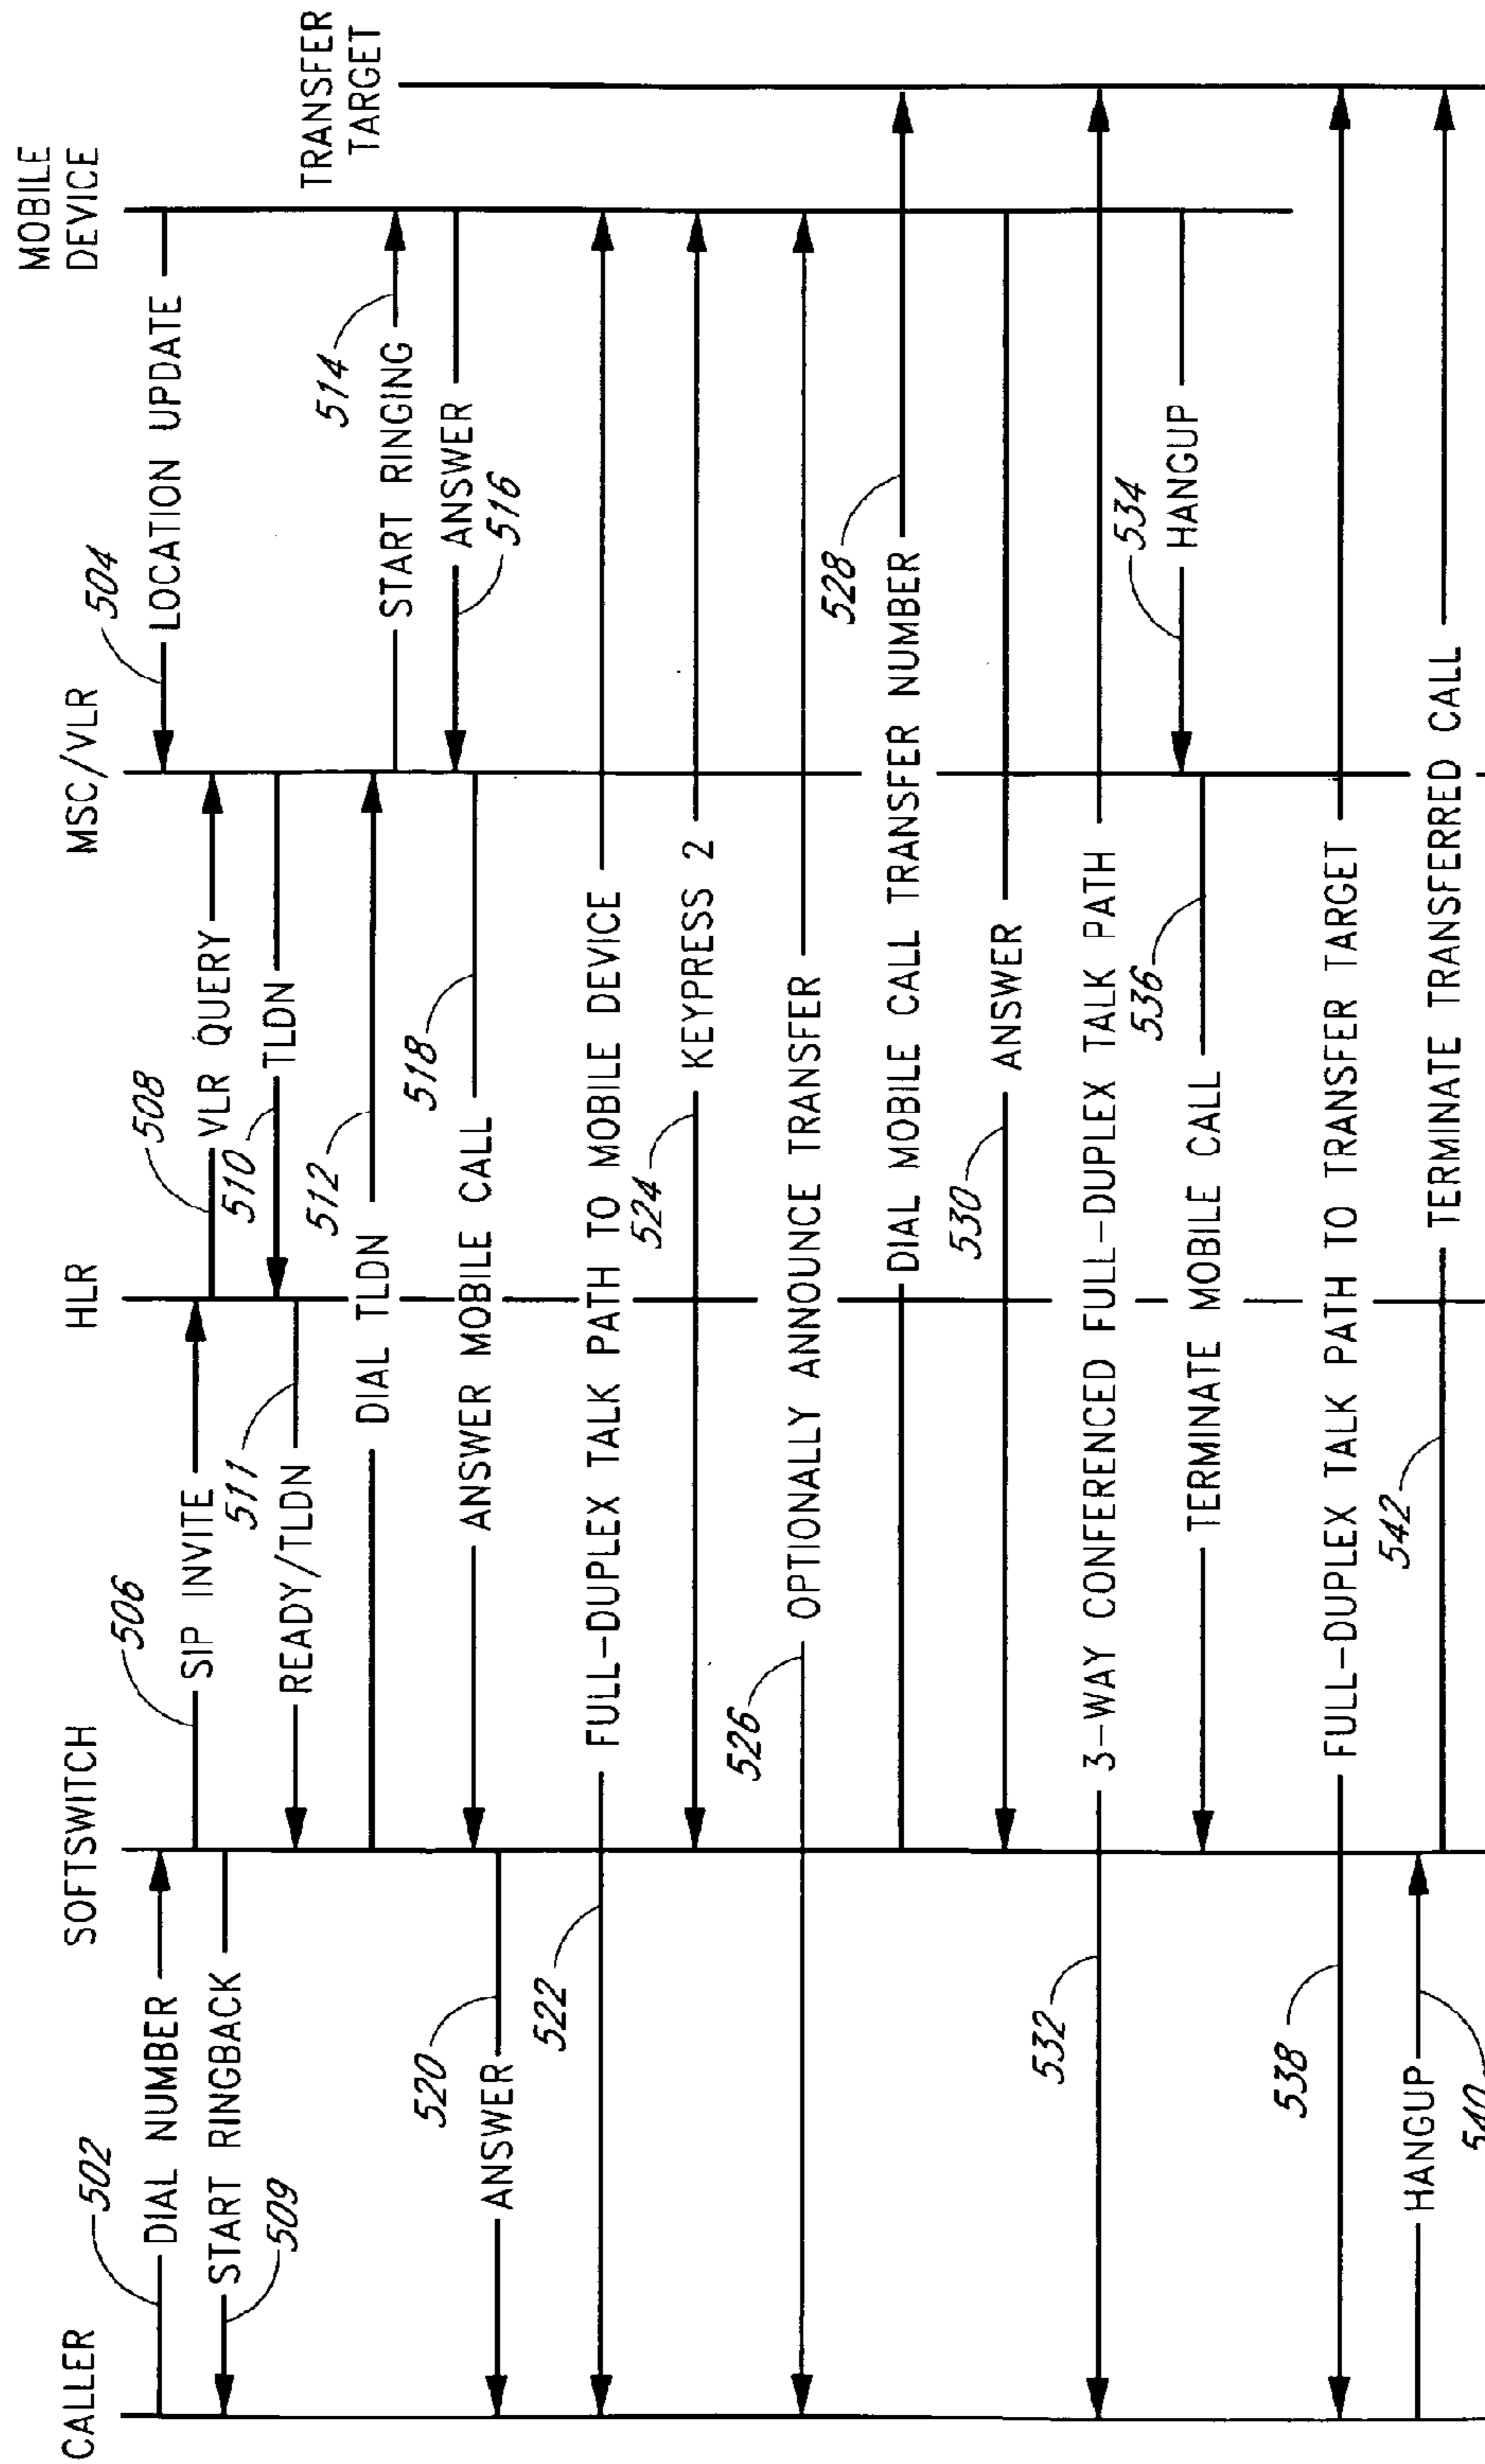 CALLER
SOFTSWITCH
HLR
MSC/VLR
MOBILE
DEVICE
TRANSFER
TARGET
502
DIAL NUMBER
504
LOCATION UPDATE
506
SIP INVITE
508
VLR QUERY
START RINGBACK
509
510
TLDN
511
READY/TLDN
512
DIAL TLDN
514
START RINGING
516
ANSWER
518
ANSWER MOBILE CALL
520
ANSWER
522
FULL-DUPLEX TALK PATH TO MOBILE DEVICE
524
KEYPRESS 2
526
OPTIONALLY ANNOUNCE TRANSFER
528
DIAL MOBILE CALL TRANSFER NUMBER
530
ANSWER
532
3-WAY CONFERENCED FULL-DUPLEX TALK PATH
534
HANGUP
536
TERMINATE MOBILE CALL
538
FULL-DUPLEX TALK PATH TO TRANSFER TARGET
HANGUP
540
542
TERMINATE TRANSFERRED CALL